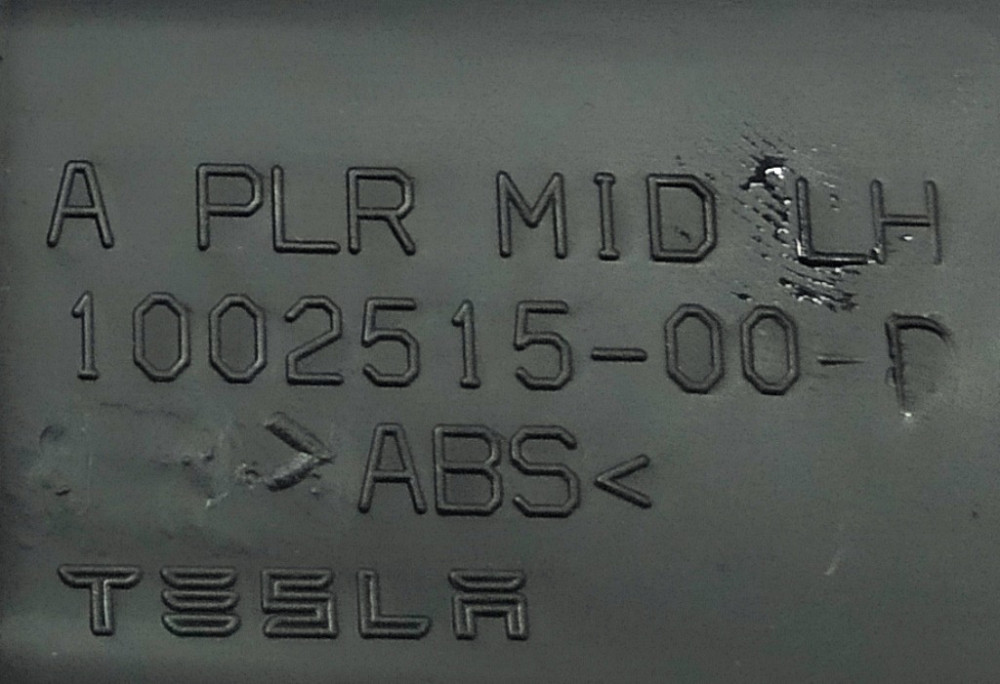 A PLR MID LH
1002515-00-D
>ABS<
TESLA